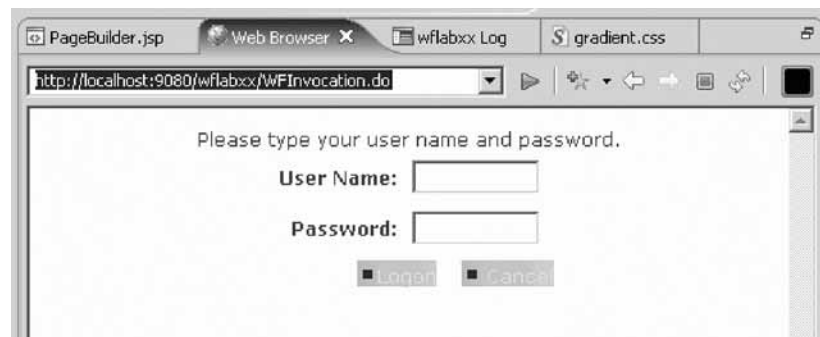 PageBuilder.jsp Web Browser wflabxx Log gradient.css
http://localhost:9080/wflabxx/WFInvocation.do
Please type your user name and password.
User Name:
Password:
Logon Cancel